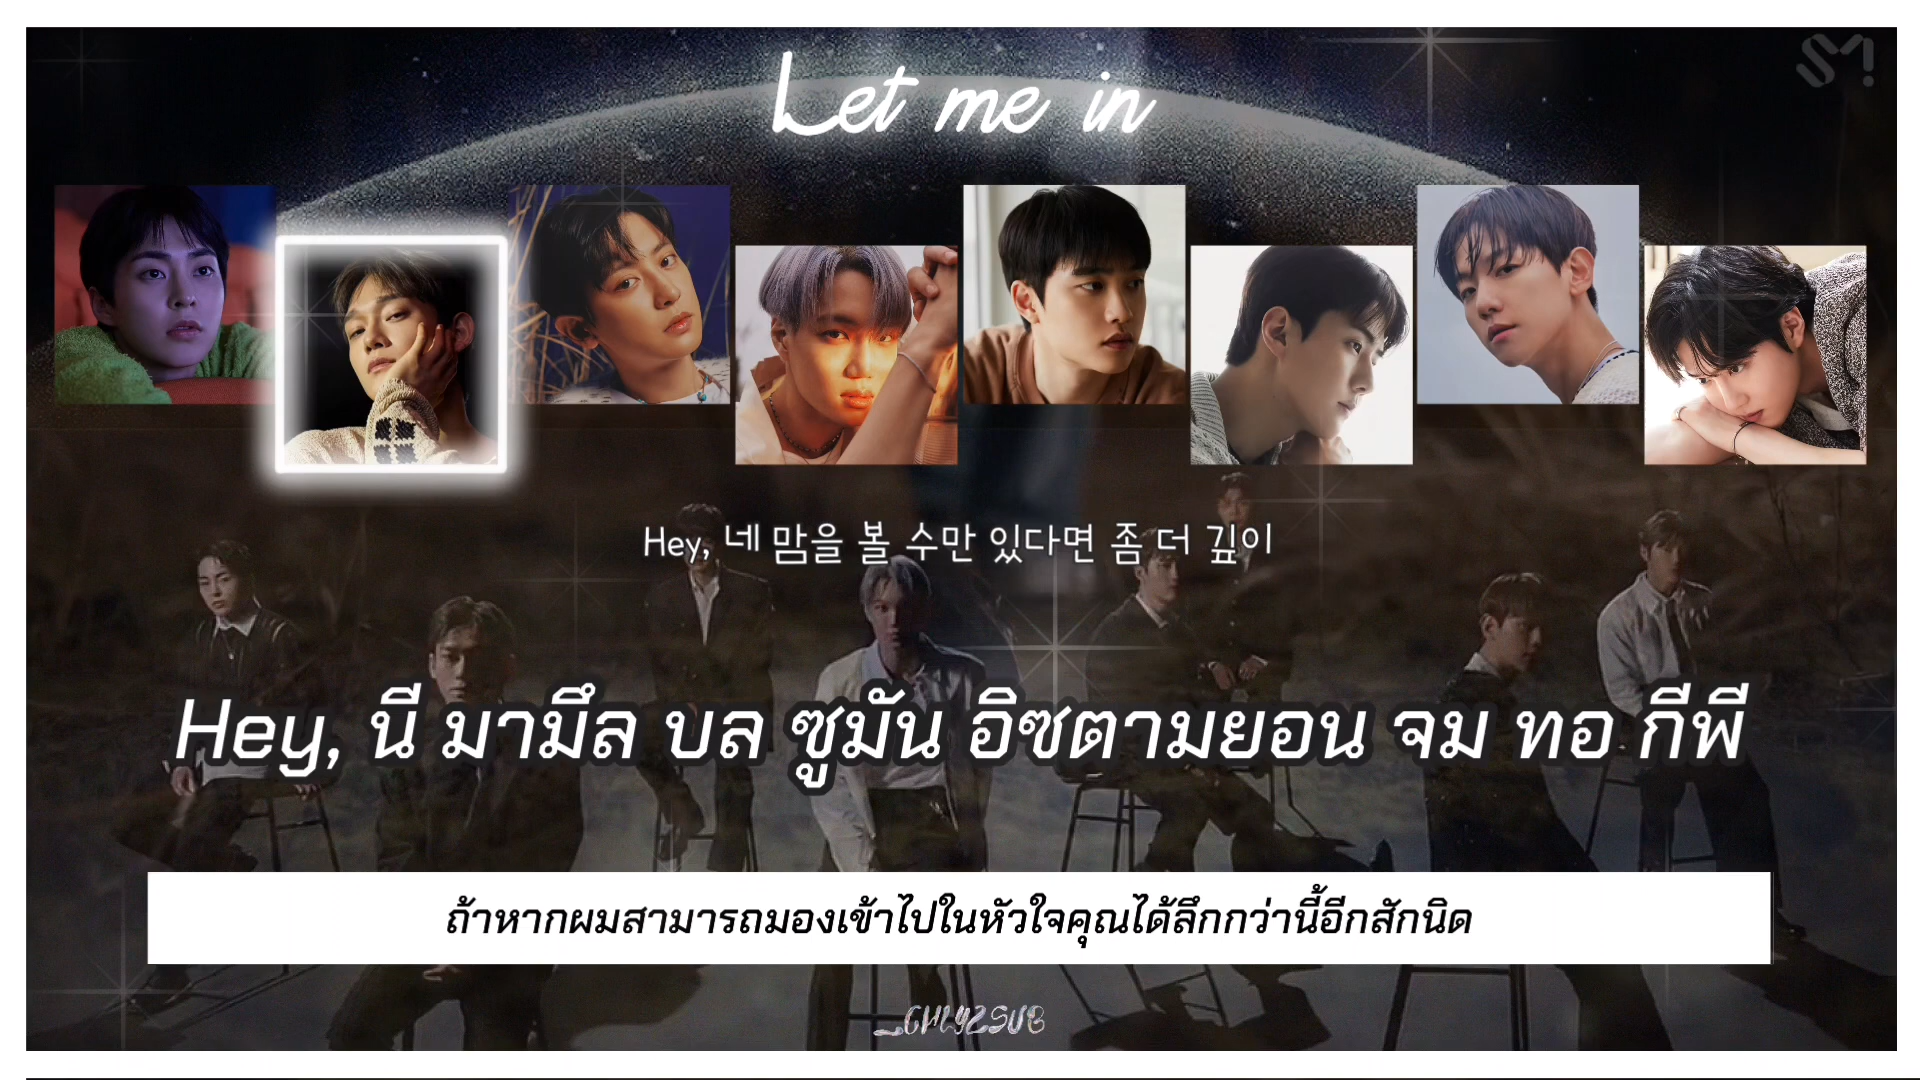 SM!
Let me in
Hey, 네 맘을 볼 수만 있다면 좀 더 깊이
Hey, นี มามึล บล ซูมัน อิซตามยอน จม ทอ กีพี
ถ้าหากผมสามารถมองเข้าไปในหัวใจคุณได้ลึกกว่านี้อีกสักนิด
_CHLYZSUB